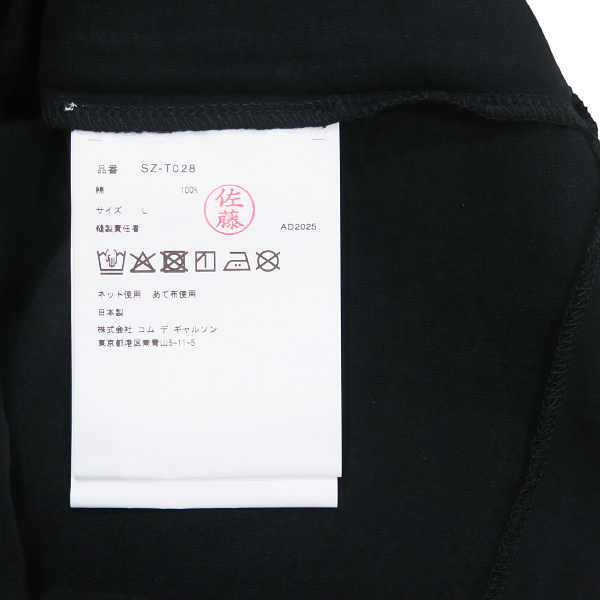 品番 SZ-T028
綿 100%
サイズ L
縫製責任者 佐藤 AD2025
ネット使用 あて布使用
日本製
株式会社 コム デ ギャルソン
東京都港区南青山5-11-5